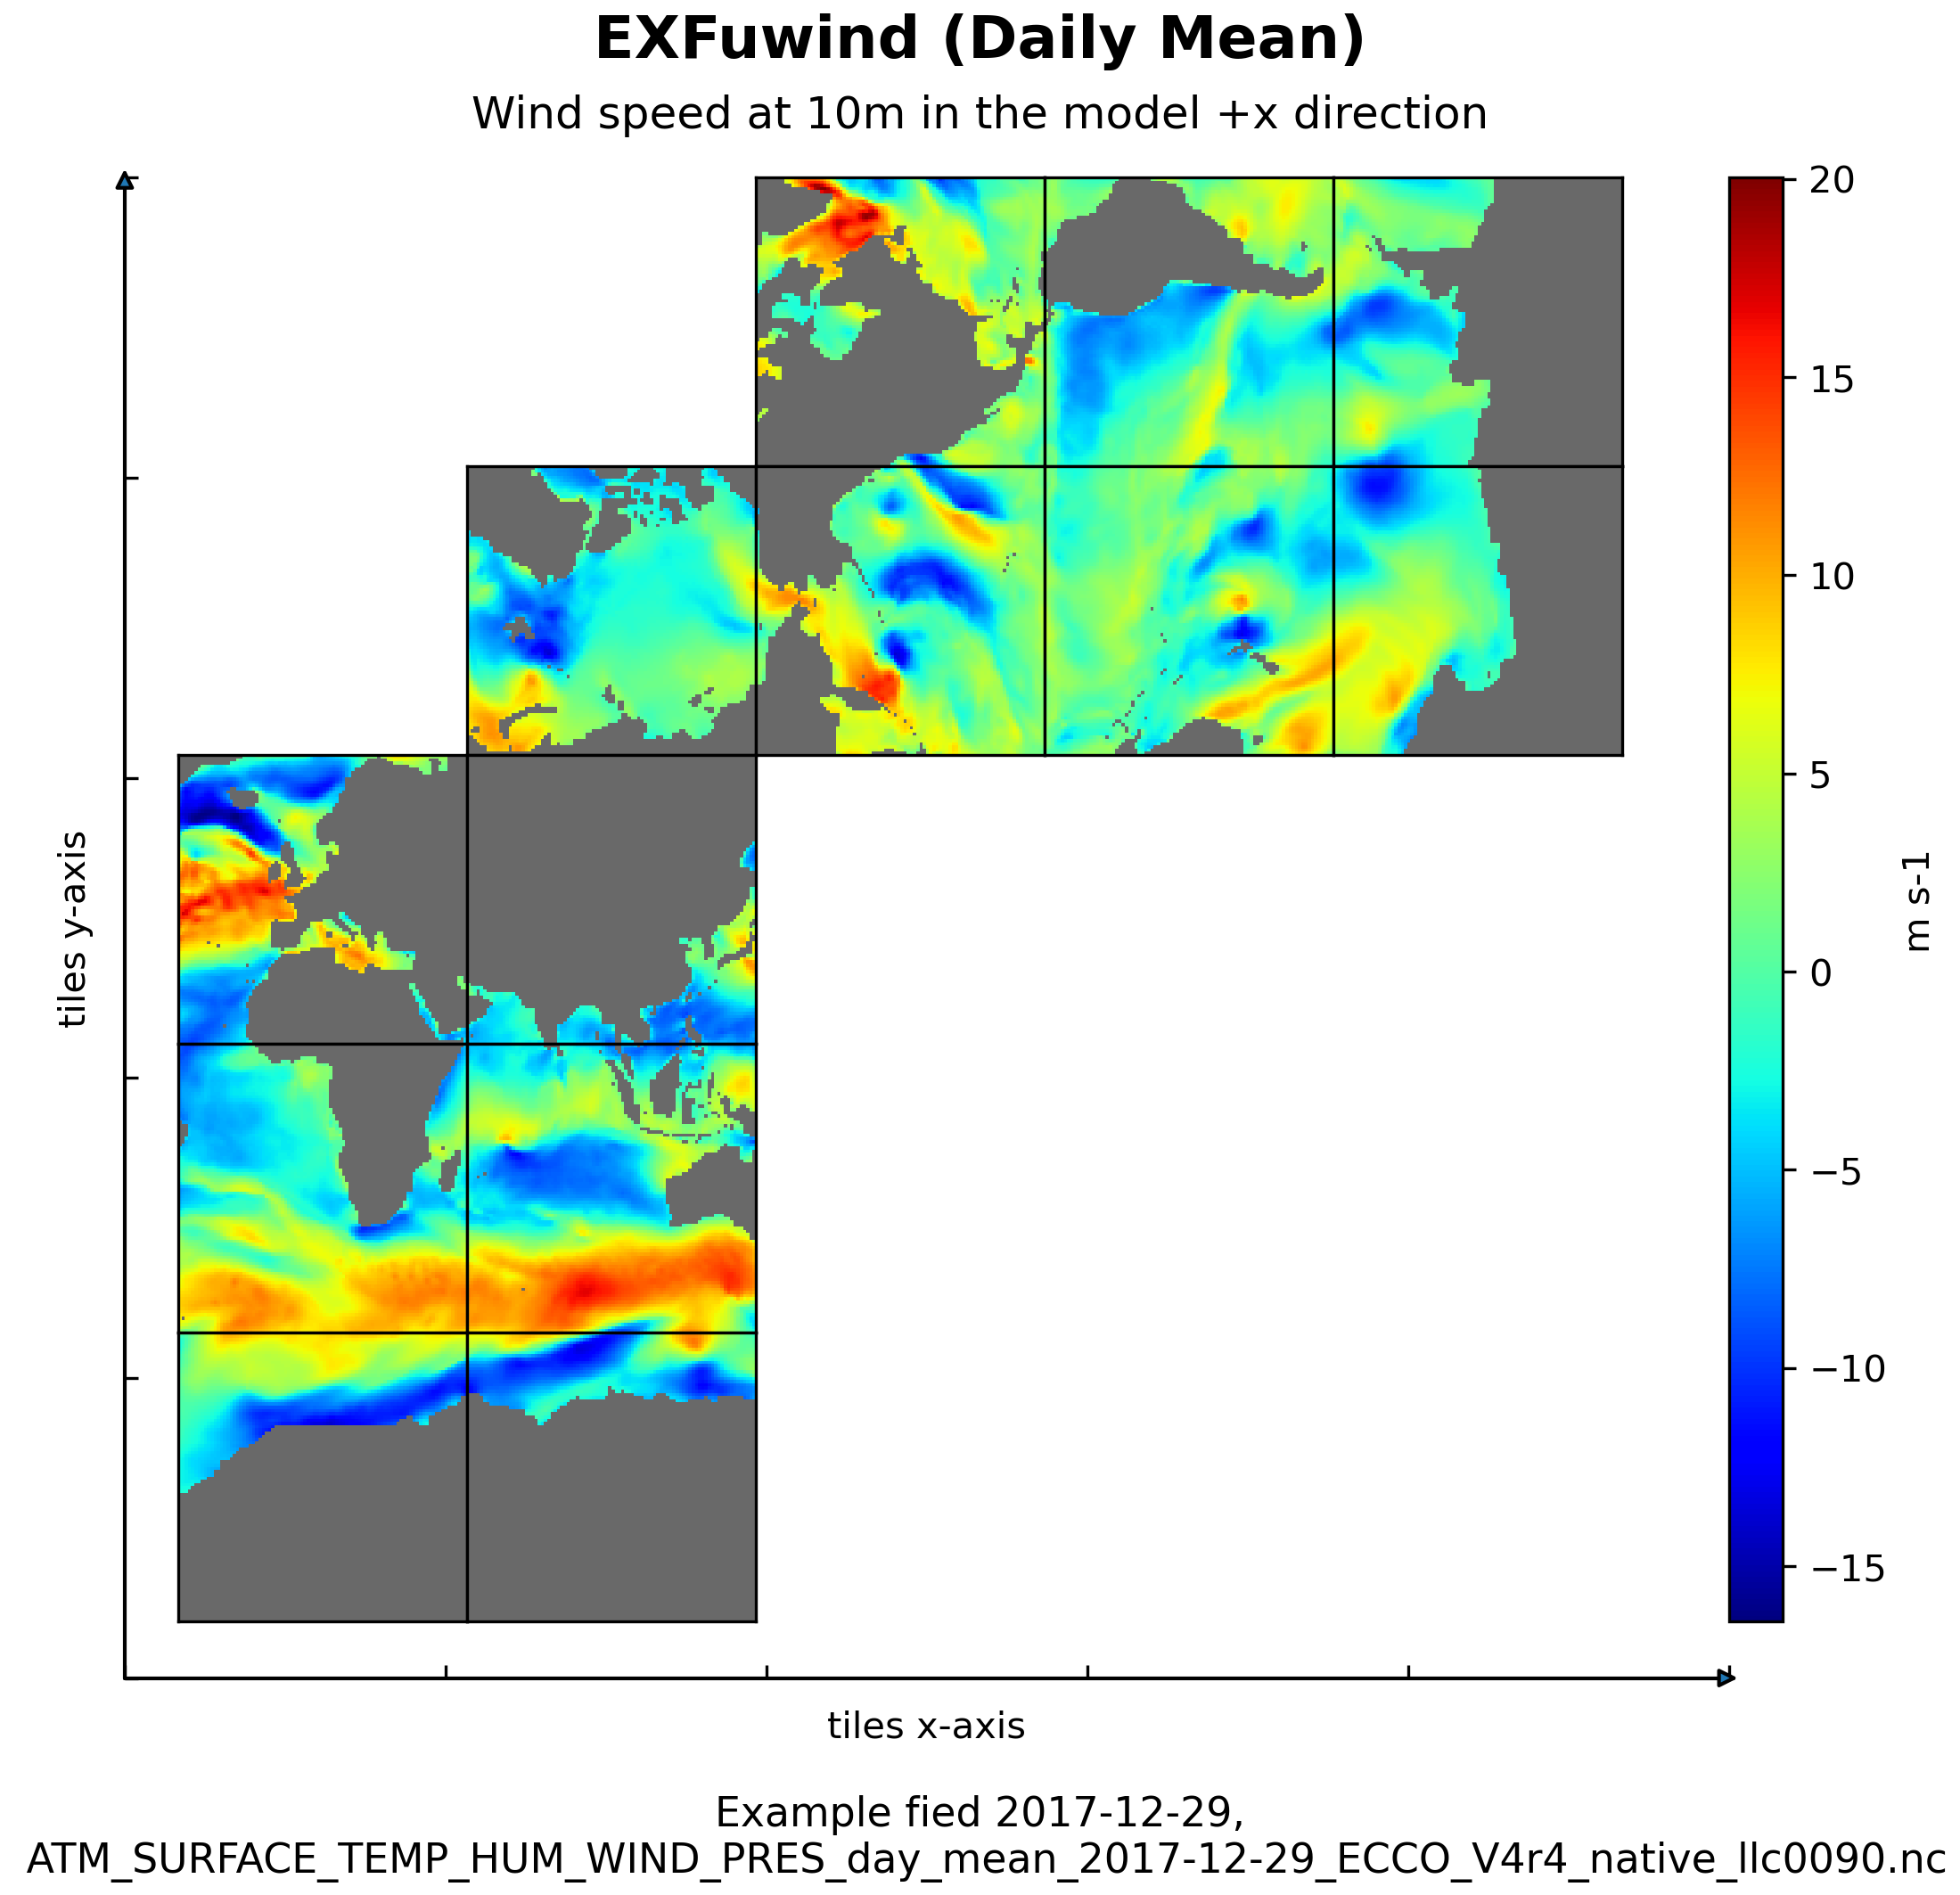 EXFuwind (Daily Mean)
Wind speed at 10m in the model +x direction
20
15
10
5
0
−5
−10
−15
m s-1
tiles y-axis
tiles x-axis
Example fied 2017-12-29,
ATM_SURFACE_TEMP_HUM_WIND_PRES_day_mean_2017-12-29_ECCO_V4r4_native_llc0090.nc